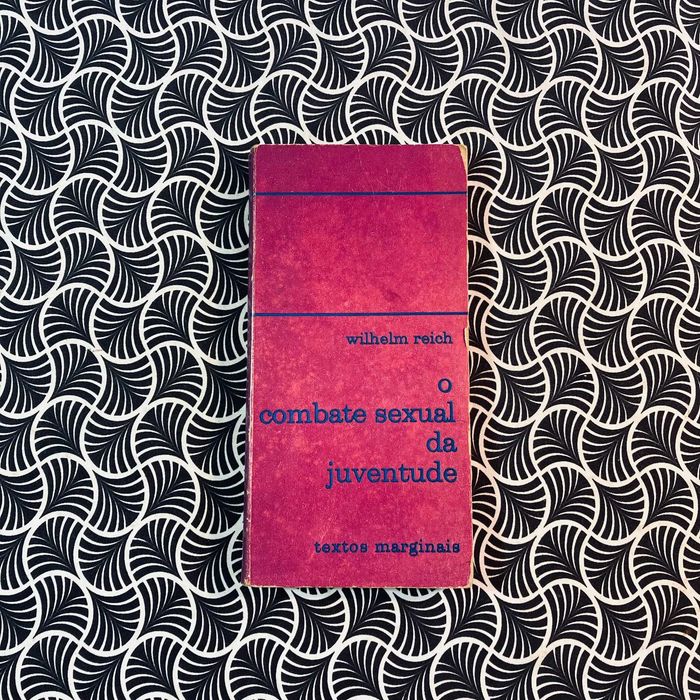 wilhelm reich
o
combate sexual
da
juventude
textos marginais